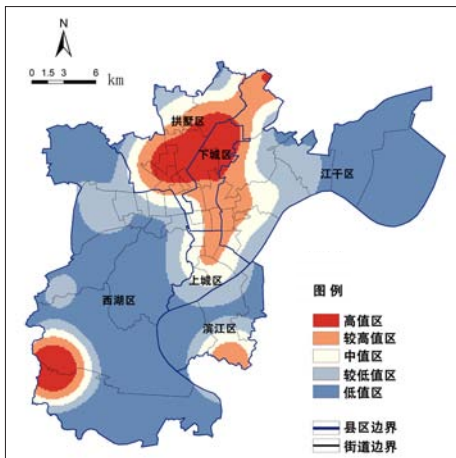 N
0 1.5 3 6 km
拱墅区
下城区
江干区
上城区
西湖区
滨江区
图例
高值区
较高值区
中值区
较低值区
低值区
县区边界
街道边界